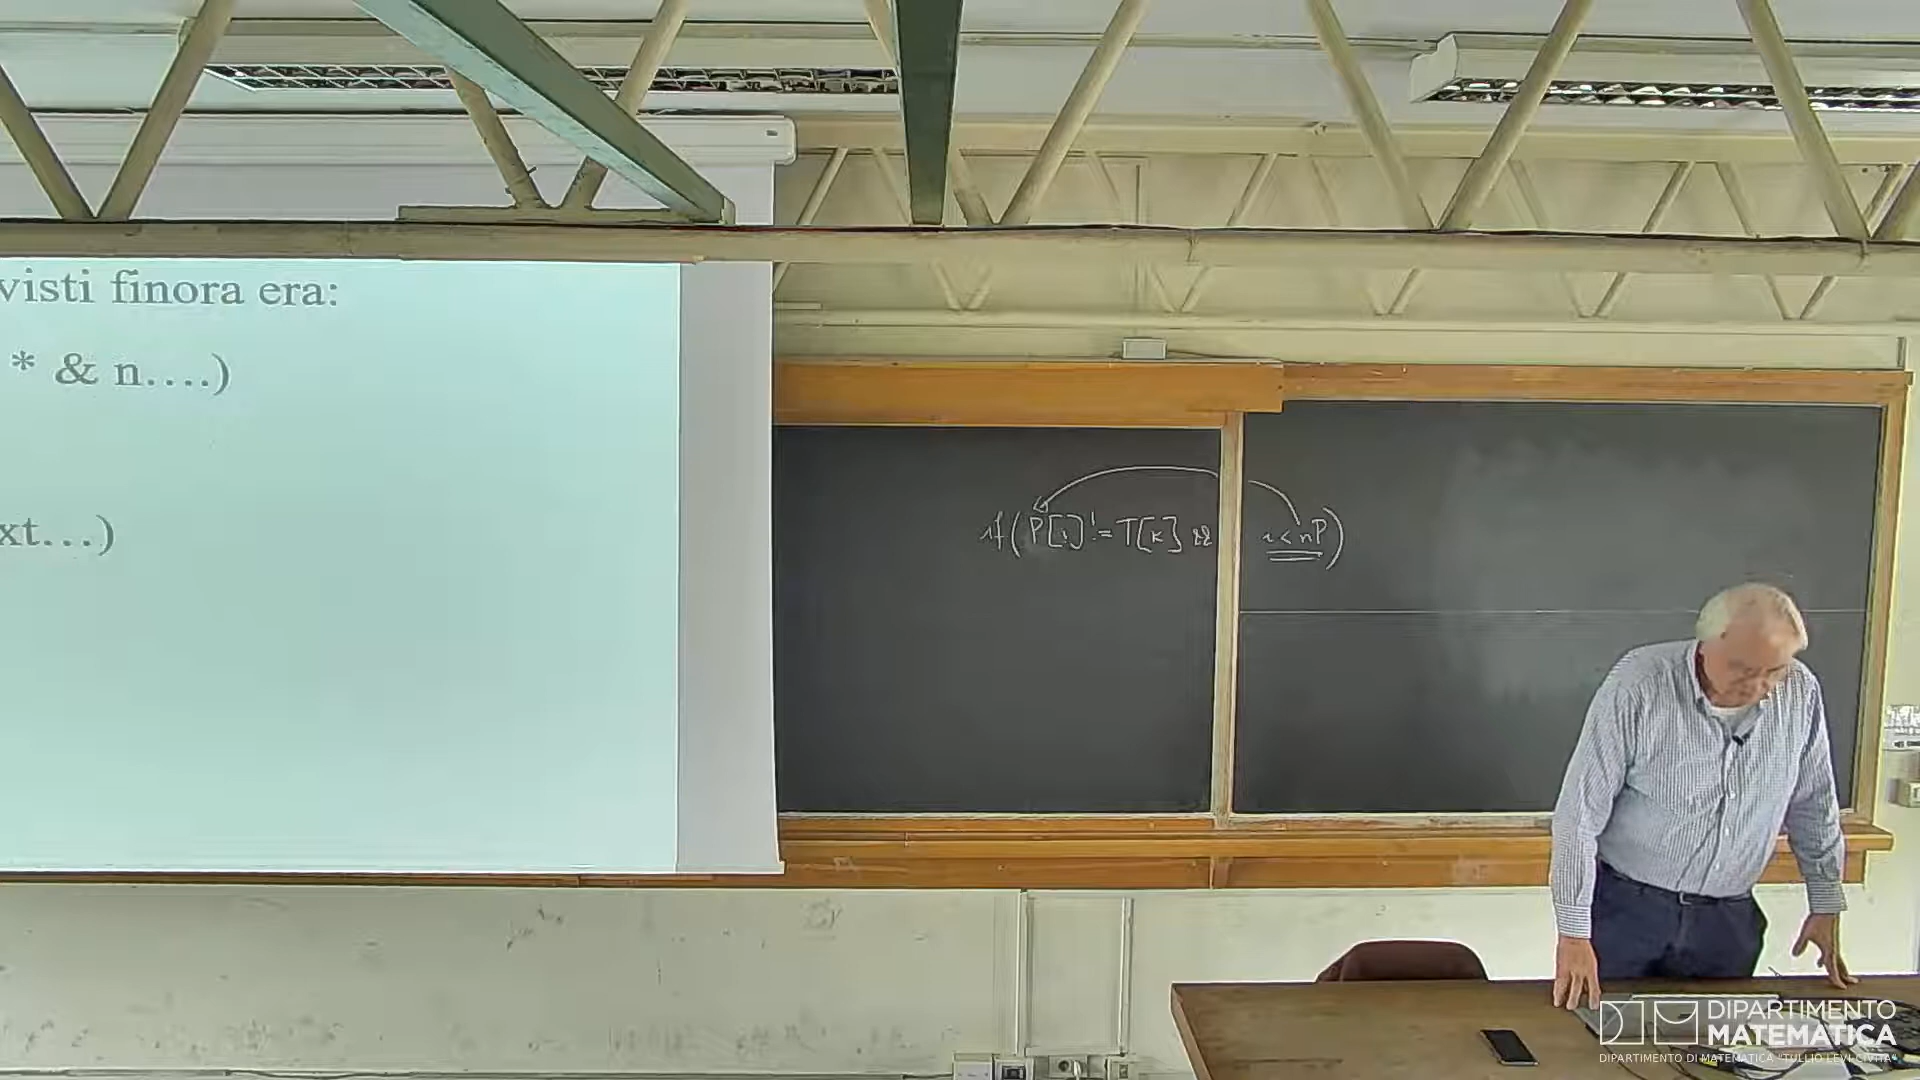 visti finora era:
* & n....)
xt...)
if(P[i]!=T[k] && i<nP)
DIPARTIMENTO
MATEMATICA
DIPARTIMENTO DI MATEMATICA "TULLIO LEVI-CIVITA"